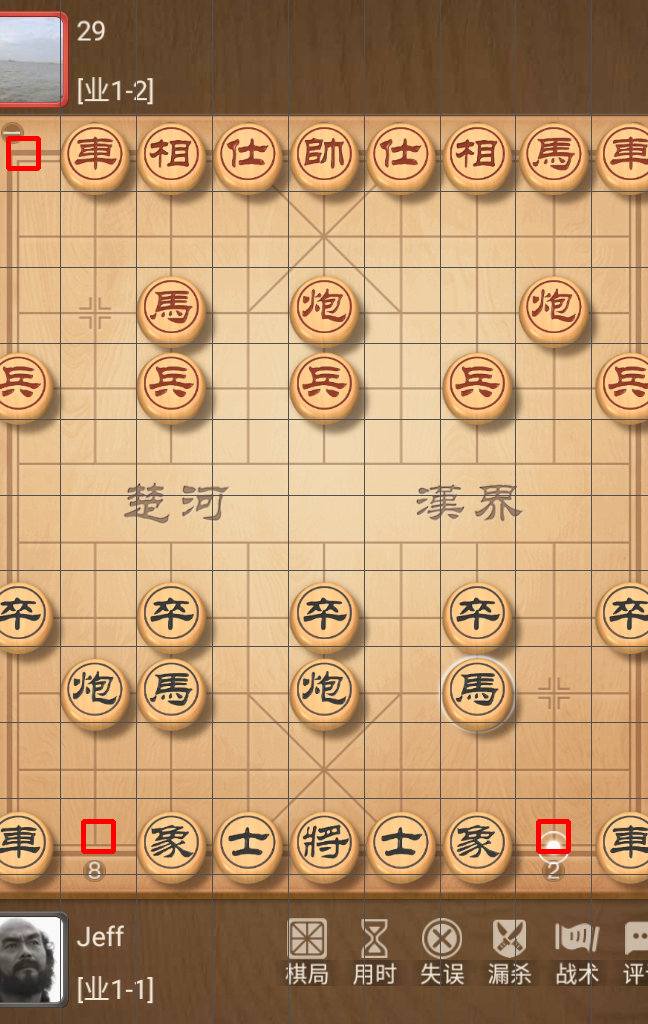 29
[业1-2]
一
車 相 仕 帥 仕 相 馬 車
馬 炮 炮
兵 兵 兵 兵 兵
楚河 漢界
卒 卒 卒 卒 卒
炮 馬 炮 馬
車 象 士 將 士 象 車
8 2
Jeff
[业1-1]
棋局 用时 失误 漏杀 战术 评